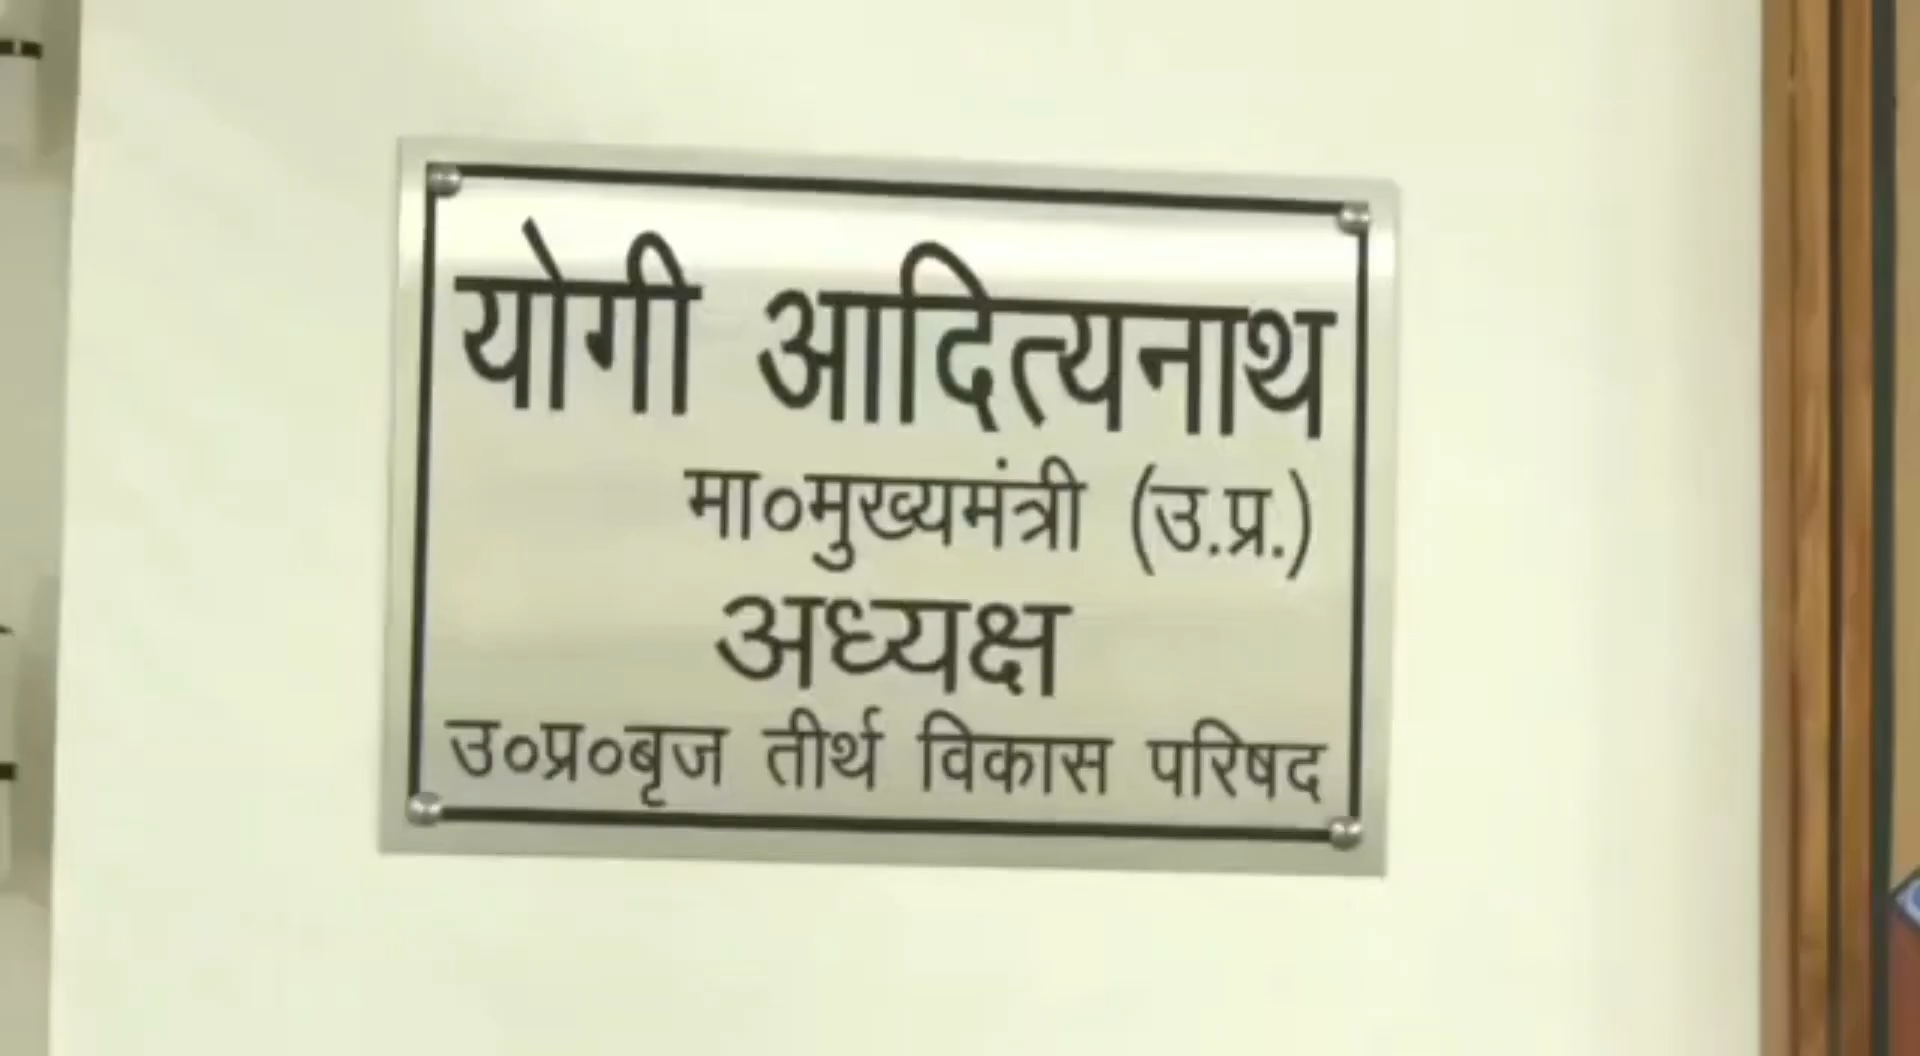 योगी आदित्यनाथ
मा०मुख्यमंत्री (उ.प्र.)
अध्यक्ष
उ०प्र०बृज तीर्थ विकास परिषद